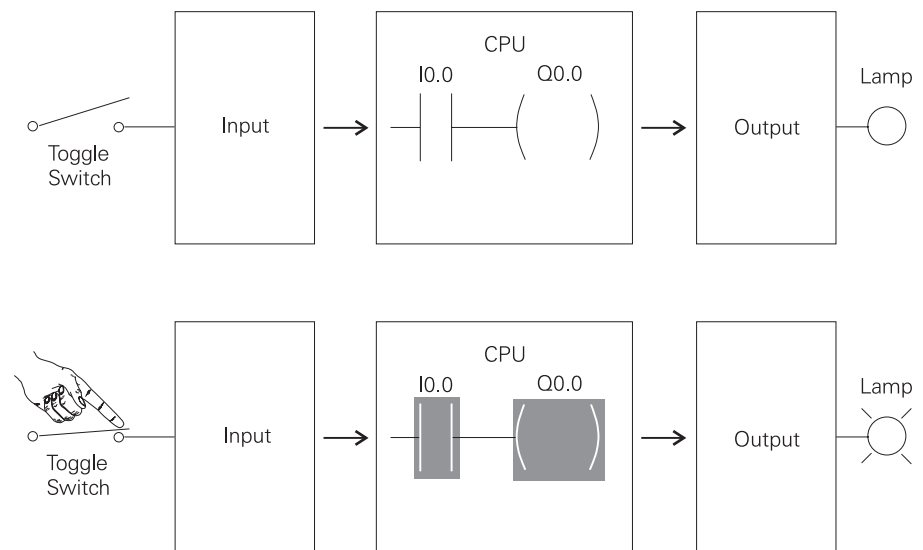 CPU
I0.0 Q0.0
Lamp
Input
Output
Toggle
Switch
CPU
I0.0 Q0.0
Lamp
Input
Output
Toggle
Switch